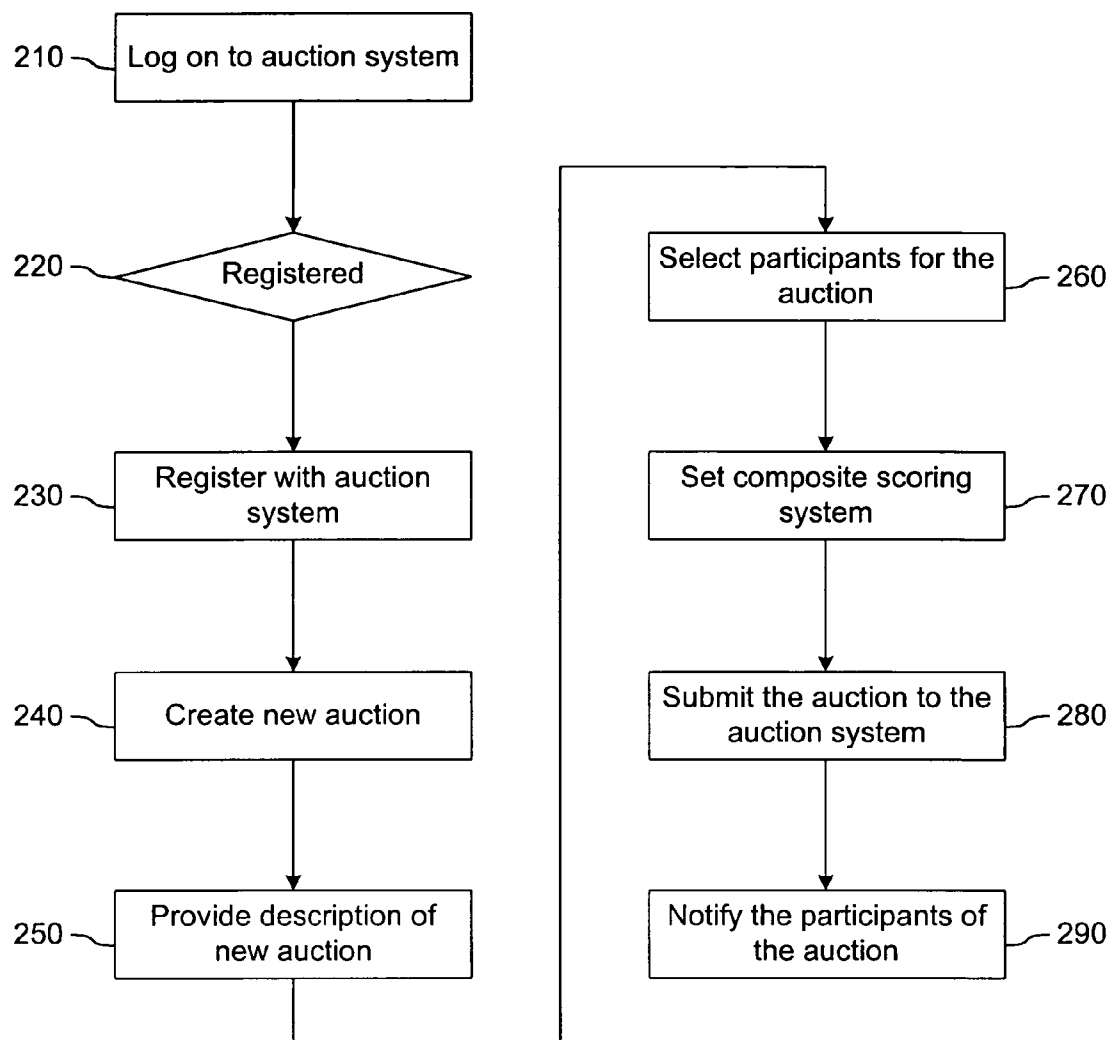 210
Log on to auction system
220
Registered
230
Register with auction
system
240
Create new auction
250
Provide description of
new auction
Select participants for the
auction
260
Set composite scoring
system
270
Submit the auction to the
auction system
280
Notify the participants of
the auction
290